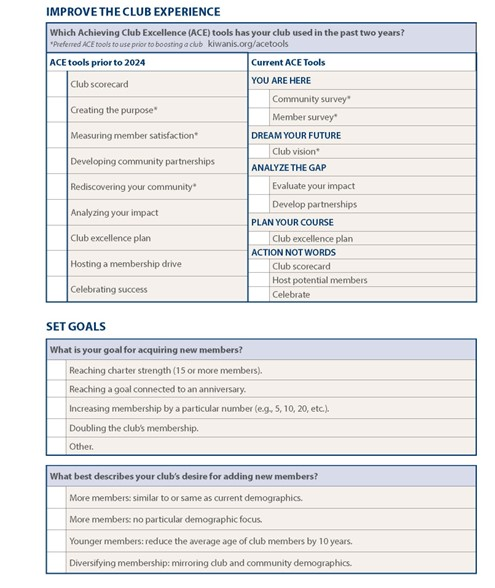 IMPROVE THE CLUB EXPERIENCE
Which Achieving Club Excellence (ACE) tools has your club used in the past two years?
*Preferred ACE tools to use prior to boosting a club kiwanis.org/acetools
ACE tools prior to 2024
Club scorecard
Creating the purpose*
Measuring member satisfaction*
Developing community partnerships
Rediscovering your community*
Analyzing your impact
Club excellence plan
Hosting a membership drive
Celebrating success
Current ACE Tools
YOU ARE HERE
Community survey*
Member survey*
DREAM YOUR FUTURE
Club vision*
ANALYZE THE GAP
Evaluate your impact
Develop partnerships
PLAN YOUR COURSE
Club excellence plan
ACTION NOT WORDS
Club scorecard
Host potential members
Celebrate
SET GOALS
What is your goal for acquiring new members?
Reaching charter strength (15 or more members).
Reaching a goal connected to an anniversary.
Increasing membership by a particular number (e.g., 5, 10, 20, etc.).
Doubling the club's membership.
Other.
What best describes your club's desire for adding new members?
More members: similar to or same as current demographics.
More members: no particular demographic focus.
Younger members: reduce the average age of club members by 10 years.
Diversifying membership: mirroring club and community demographics.